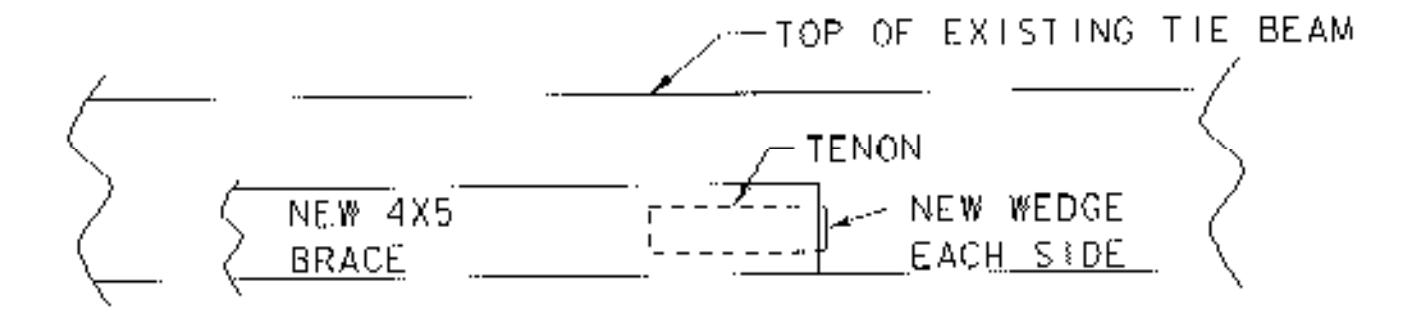 TOP OF EXISTING TIE BEAM
TENON
NEW 4X5
BRACE
NEW WEDGE
EACH SIDE